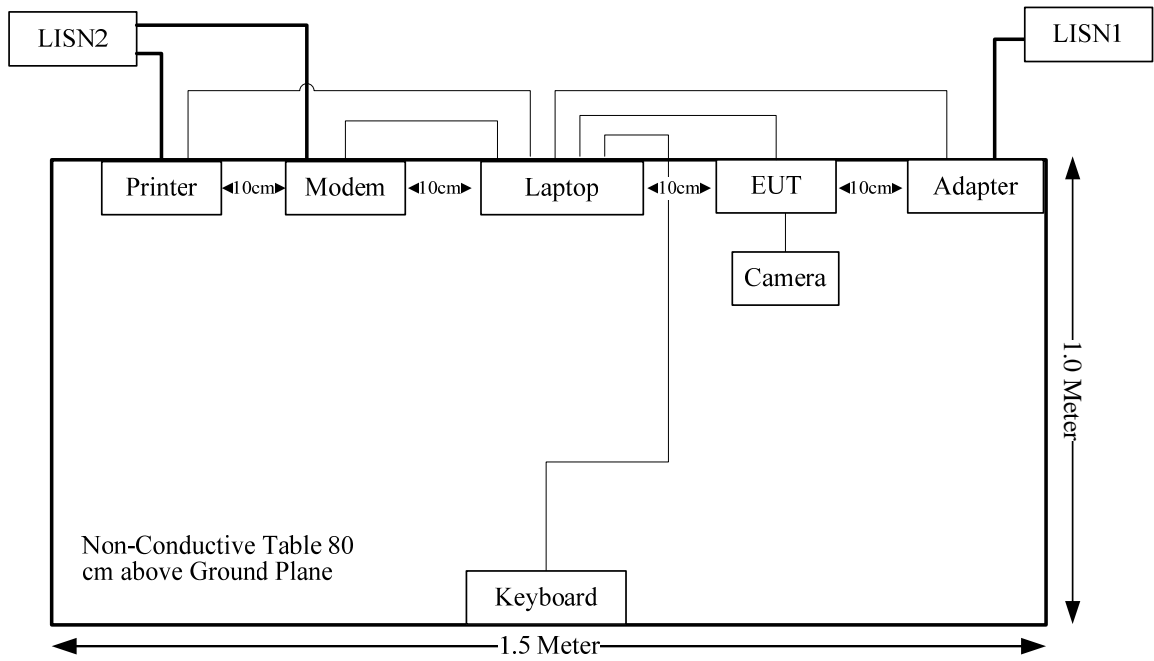 LISN2
LISN1
Printer
10cm
Modem
10cm
Laptop
10cm
EUT
10cm
Adapter
Camera
1.0 Meter
Non-Conductive Table 80
cm above Ground Plane
Keyboard
1.5 Meter